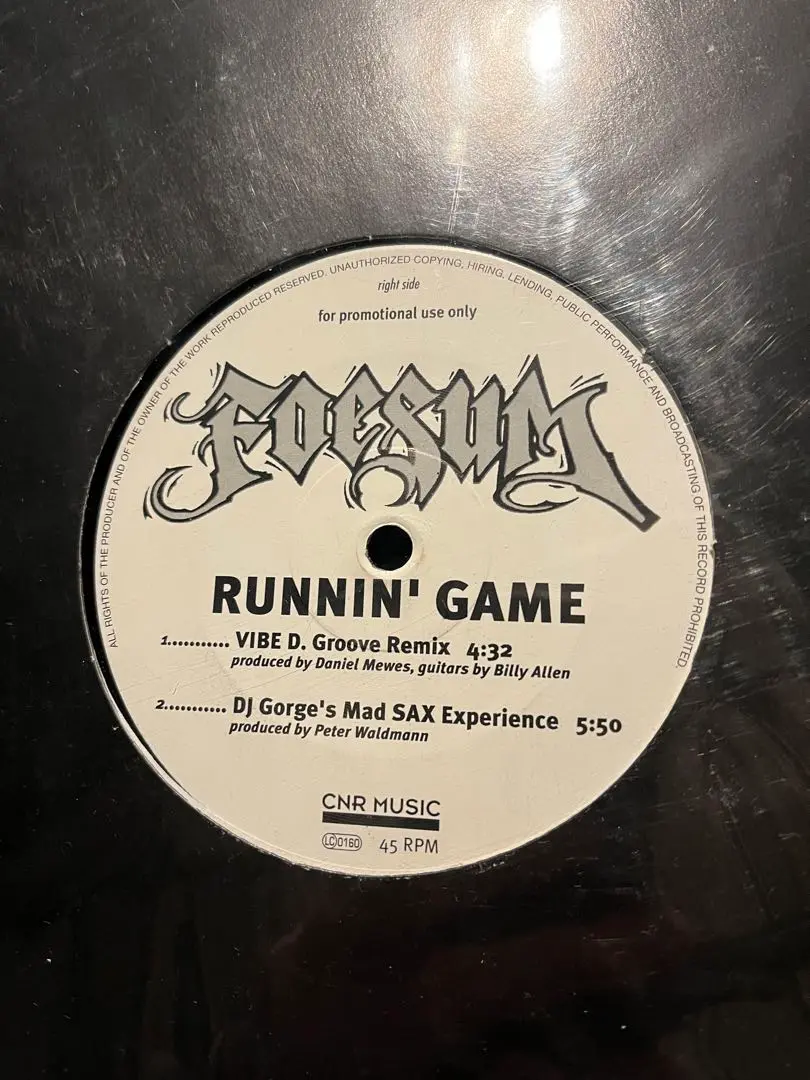 ALL RIGHTS OF THE PRODUCER AND OF THE OWNER OF THE WORK REPRODUCED RESERVED. UNAUTHORIZED COPYING, HIRING, LENDING, PUBLIC PERFORMANCE AND BROADCASTING OF THIS RECORD PROHIBITED.
right side
for promotional use only
FOESUM
RUNNIN' GAME
1........... VIBE D. Groove Remix 4:32
produced by Daniel Mewes, guitars by Billy Allen
2........... DJ Gorge's Mad SAX Experience 5:50
produced by Peter Waldmann
CNR MUSIC
LC 0160 45 RPM